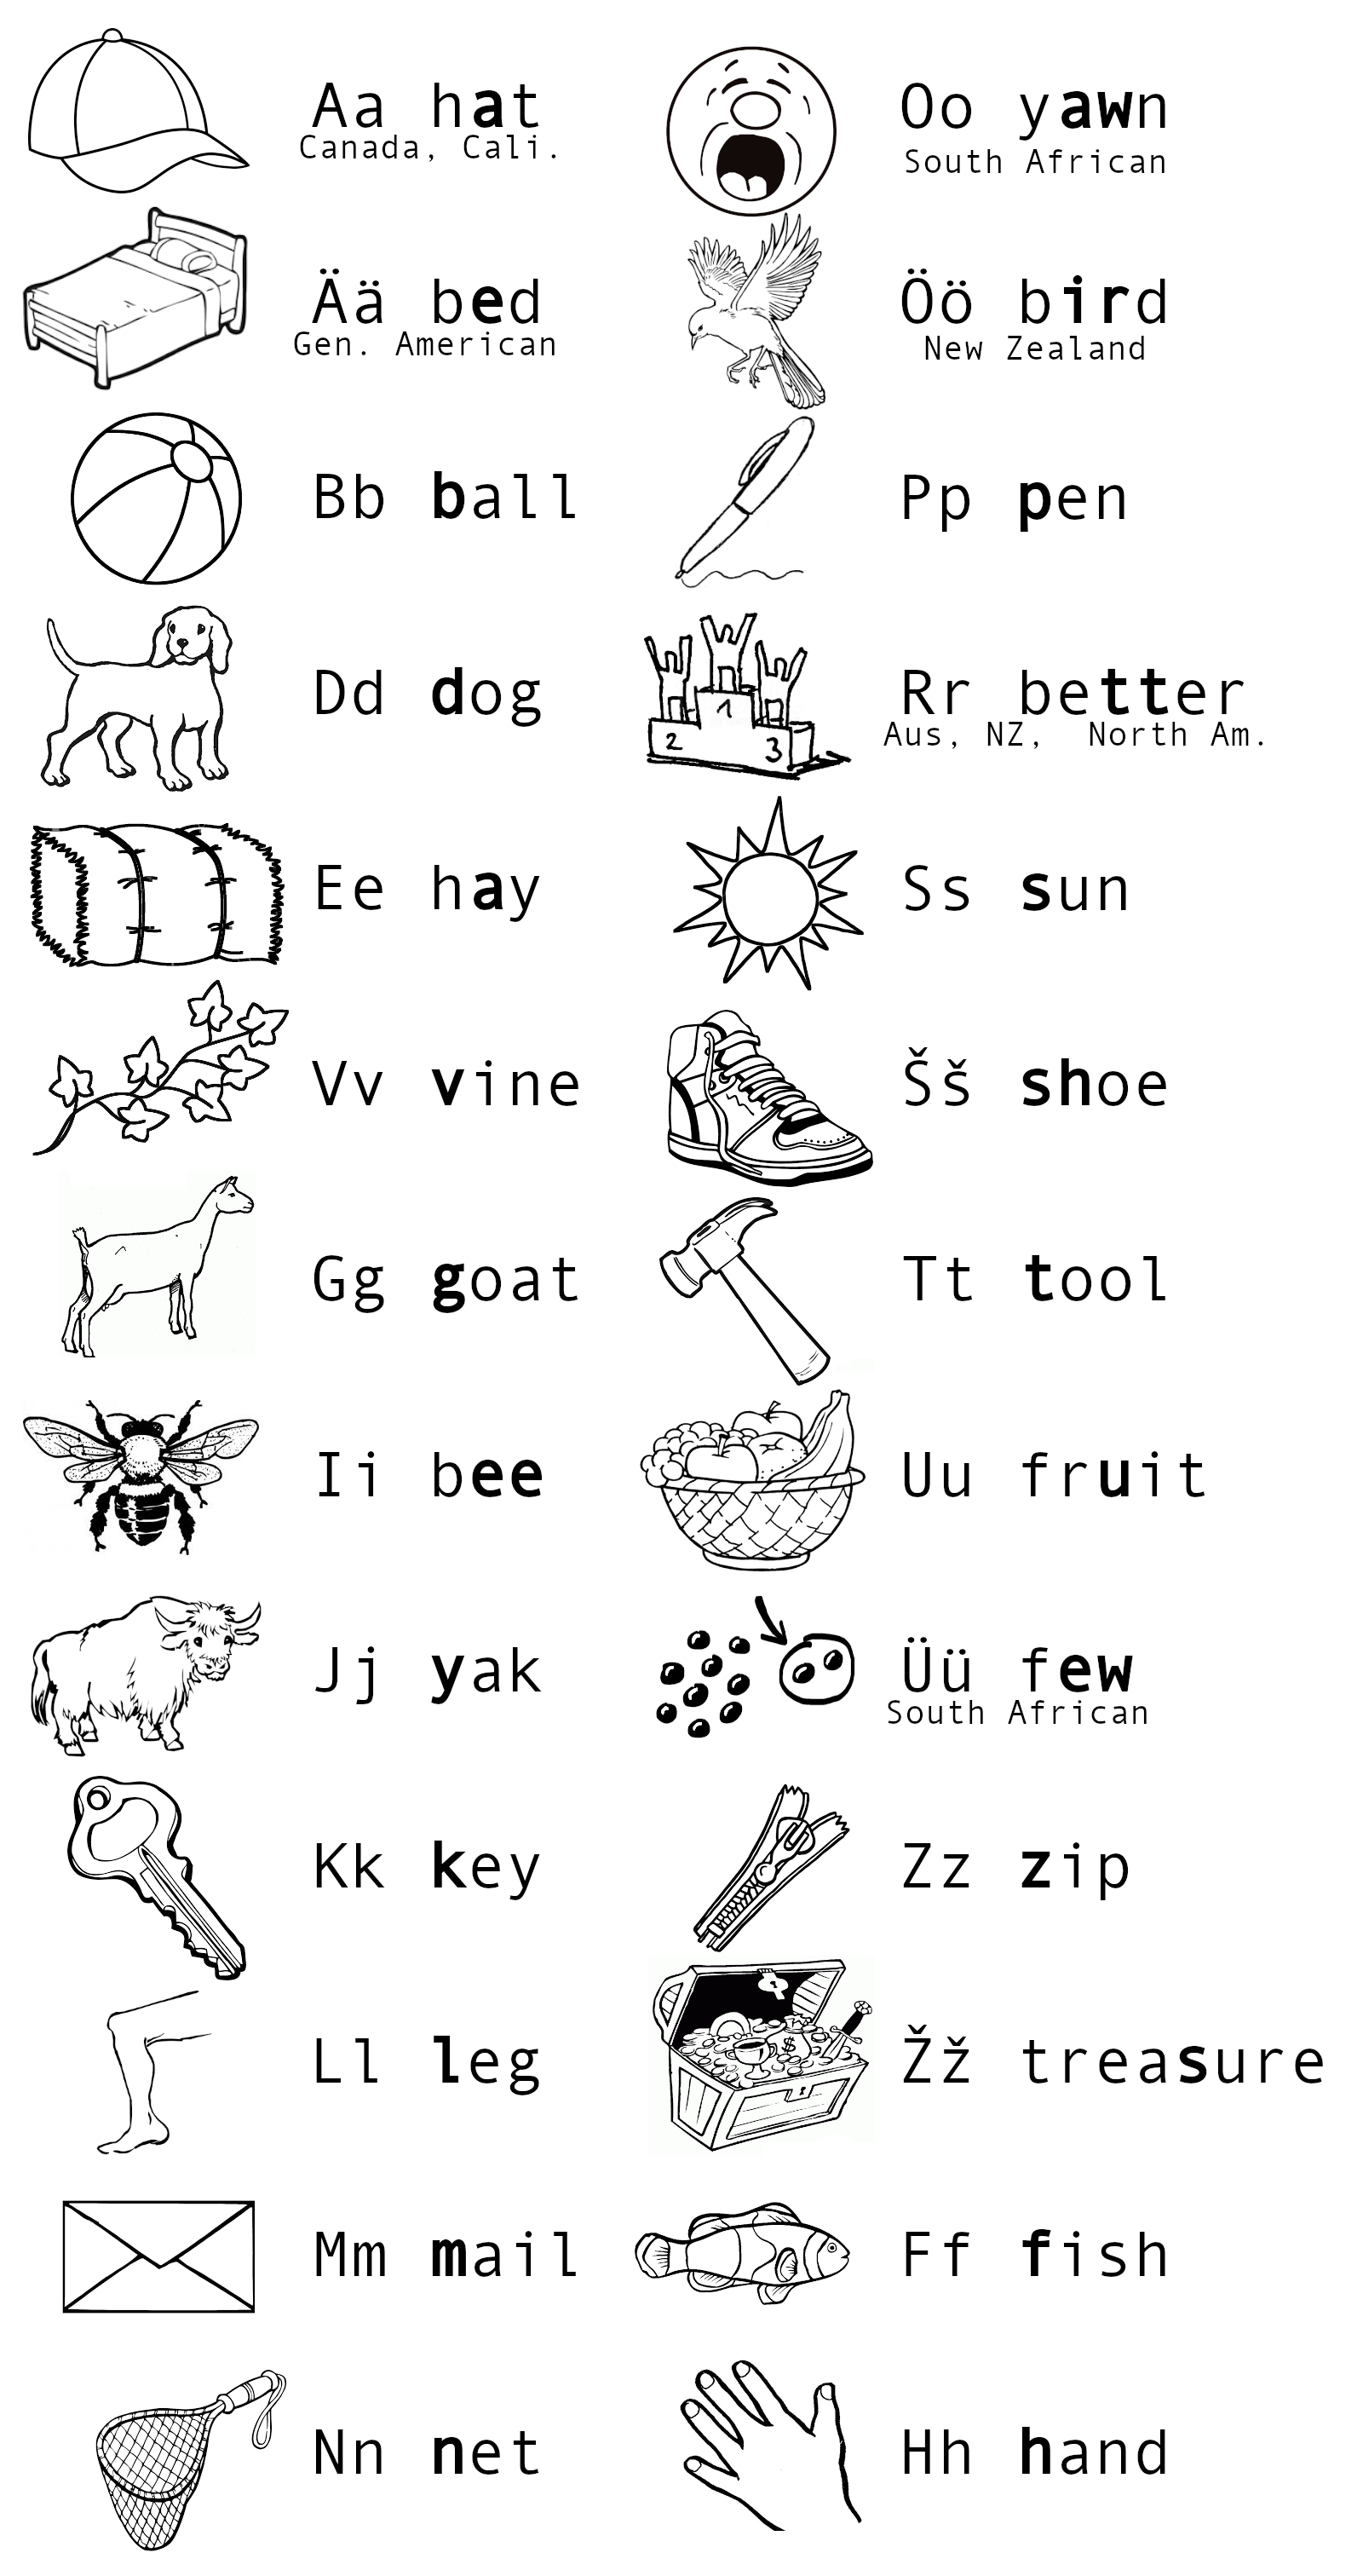 Aa hat
Canada, Cali.
Ää bed
Gen. American
Bb ball
Dd dog
Ee hay
Vv vine
Gg goat
Ii bee
Jj yak
Kk key
Ll leg
Mm mail
Nn net
Oo yawn
South African
Öö bird
New Zealand
Pp pen
1
2
3
Rr better
Aus, NZ, North Am.
Ss sun
Šš shoe
Tt tool
Uu fruit
Üü few
South African
Zz zip
$
Žž treasure
Ff fish
Hh hand